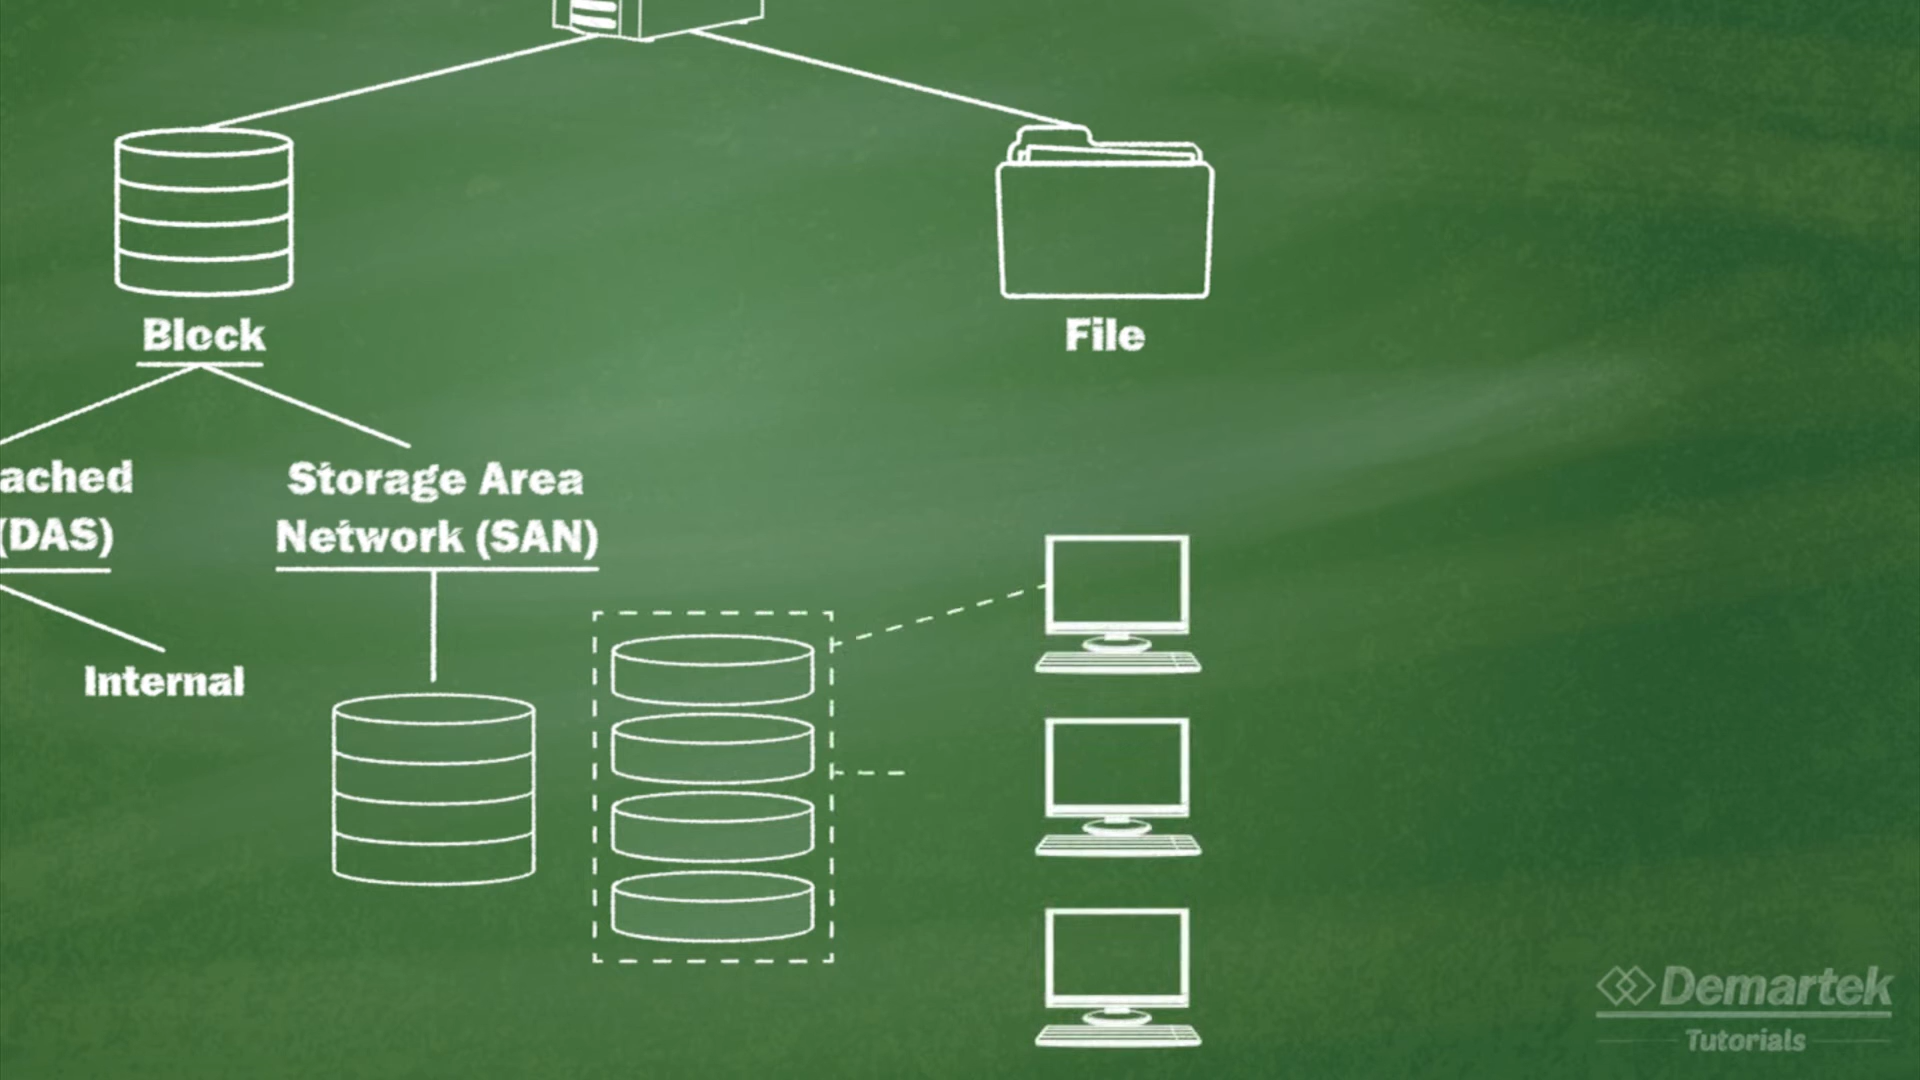 Block
File
ached
(DAS)
Storage Area
Network (SAN)
Internal
Demartek
Tutorials